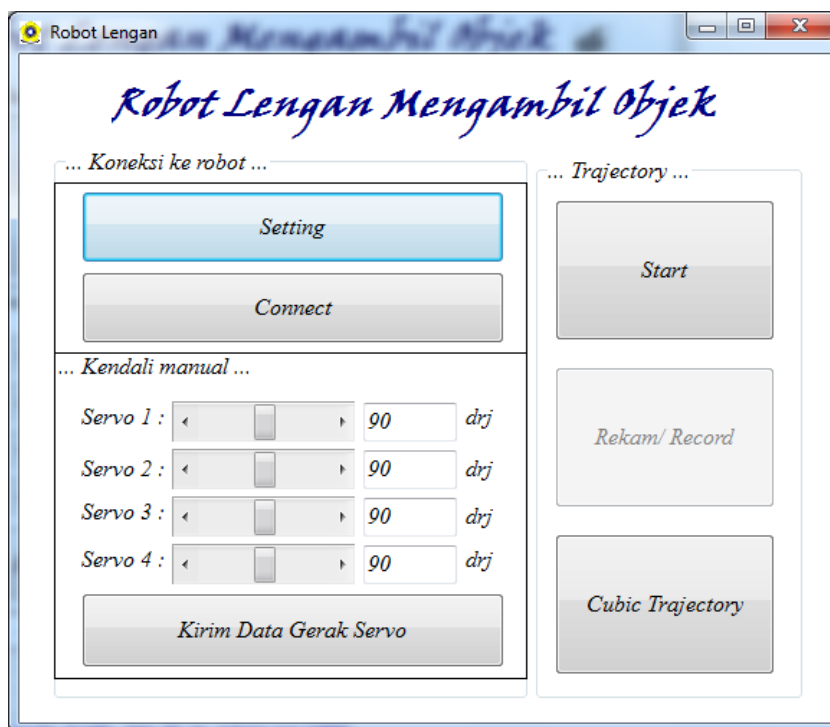 Robot Lengan
Robot Lengan Mengambil Objek
... Koneksi ke robot ...
Setting
Connect
... Kendali manual ...
Servo 1 : 90 drj
Servo 2 : 90 drj
Servo 3 : 90 drj
Servo 4 : 90 drj
Kirim Data Gerak Servo
... Trajectory ...
Start
Rekam/ Record
Cubic Trajectory